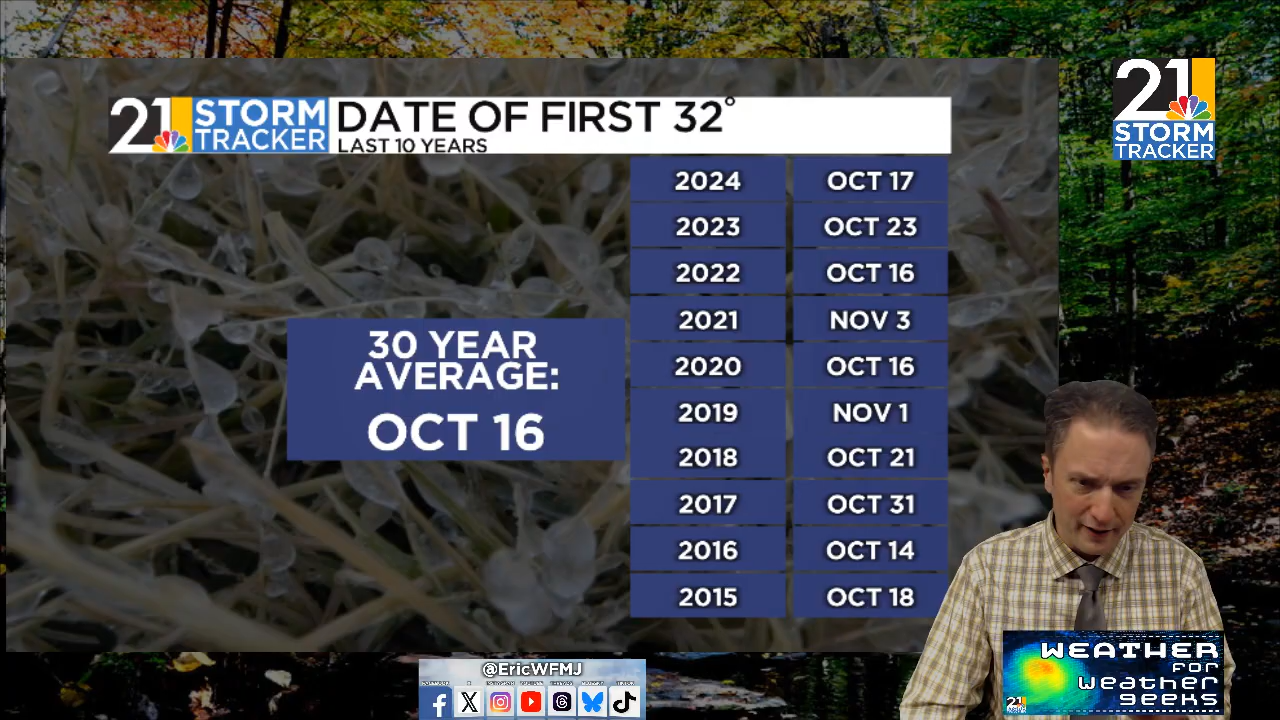 21 STORM TRACKER
DATE OF FIRST 32°
LAST 10 YEARS
21 STORM TRACKER
2024 OCT 17
2023 OCT 23
2022 OCT 16
2021 NOV 3
2020 OCT 16
2019 NOV 1
2018 OCT 21
2017 OCT 31
2016 OCT 14
2015 OCT 18
30 YEAR
AVERAGE:
OCT 16
@EricWFMJ
WEATHER
FOR
WEATHER
GEEKS
21